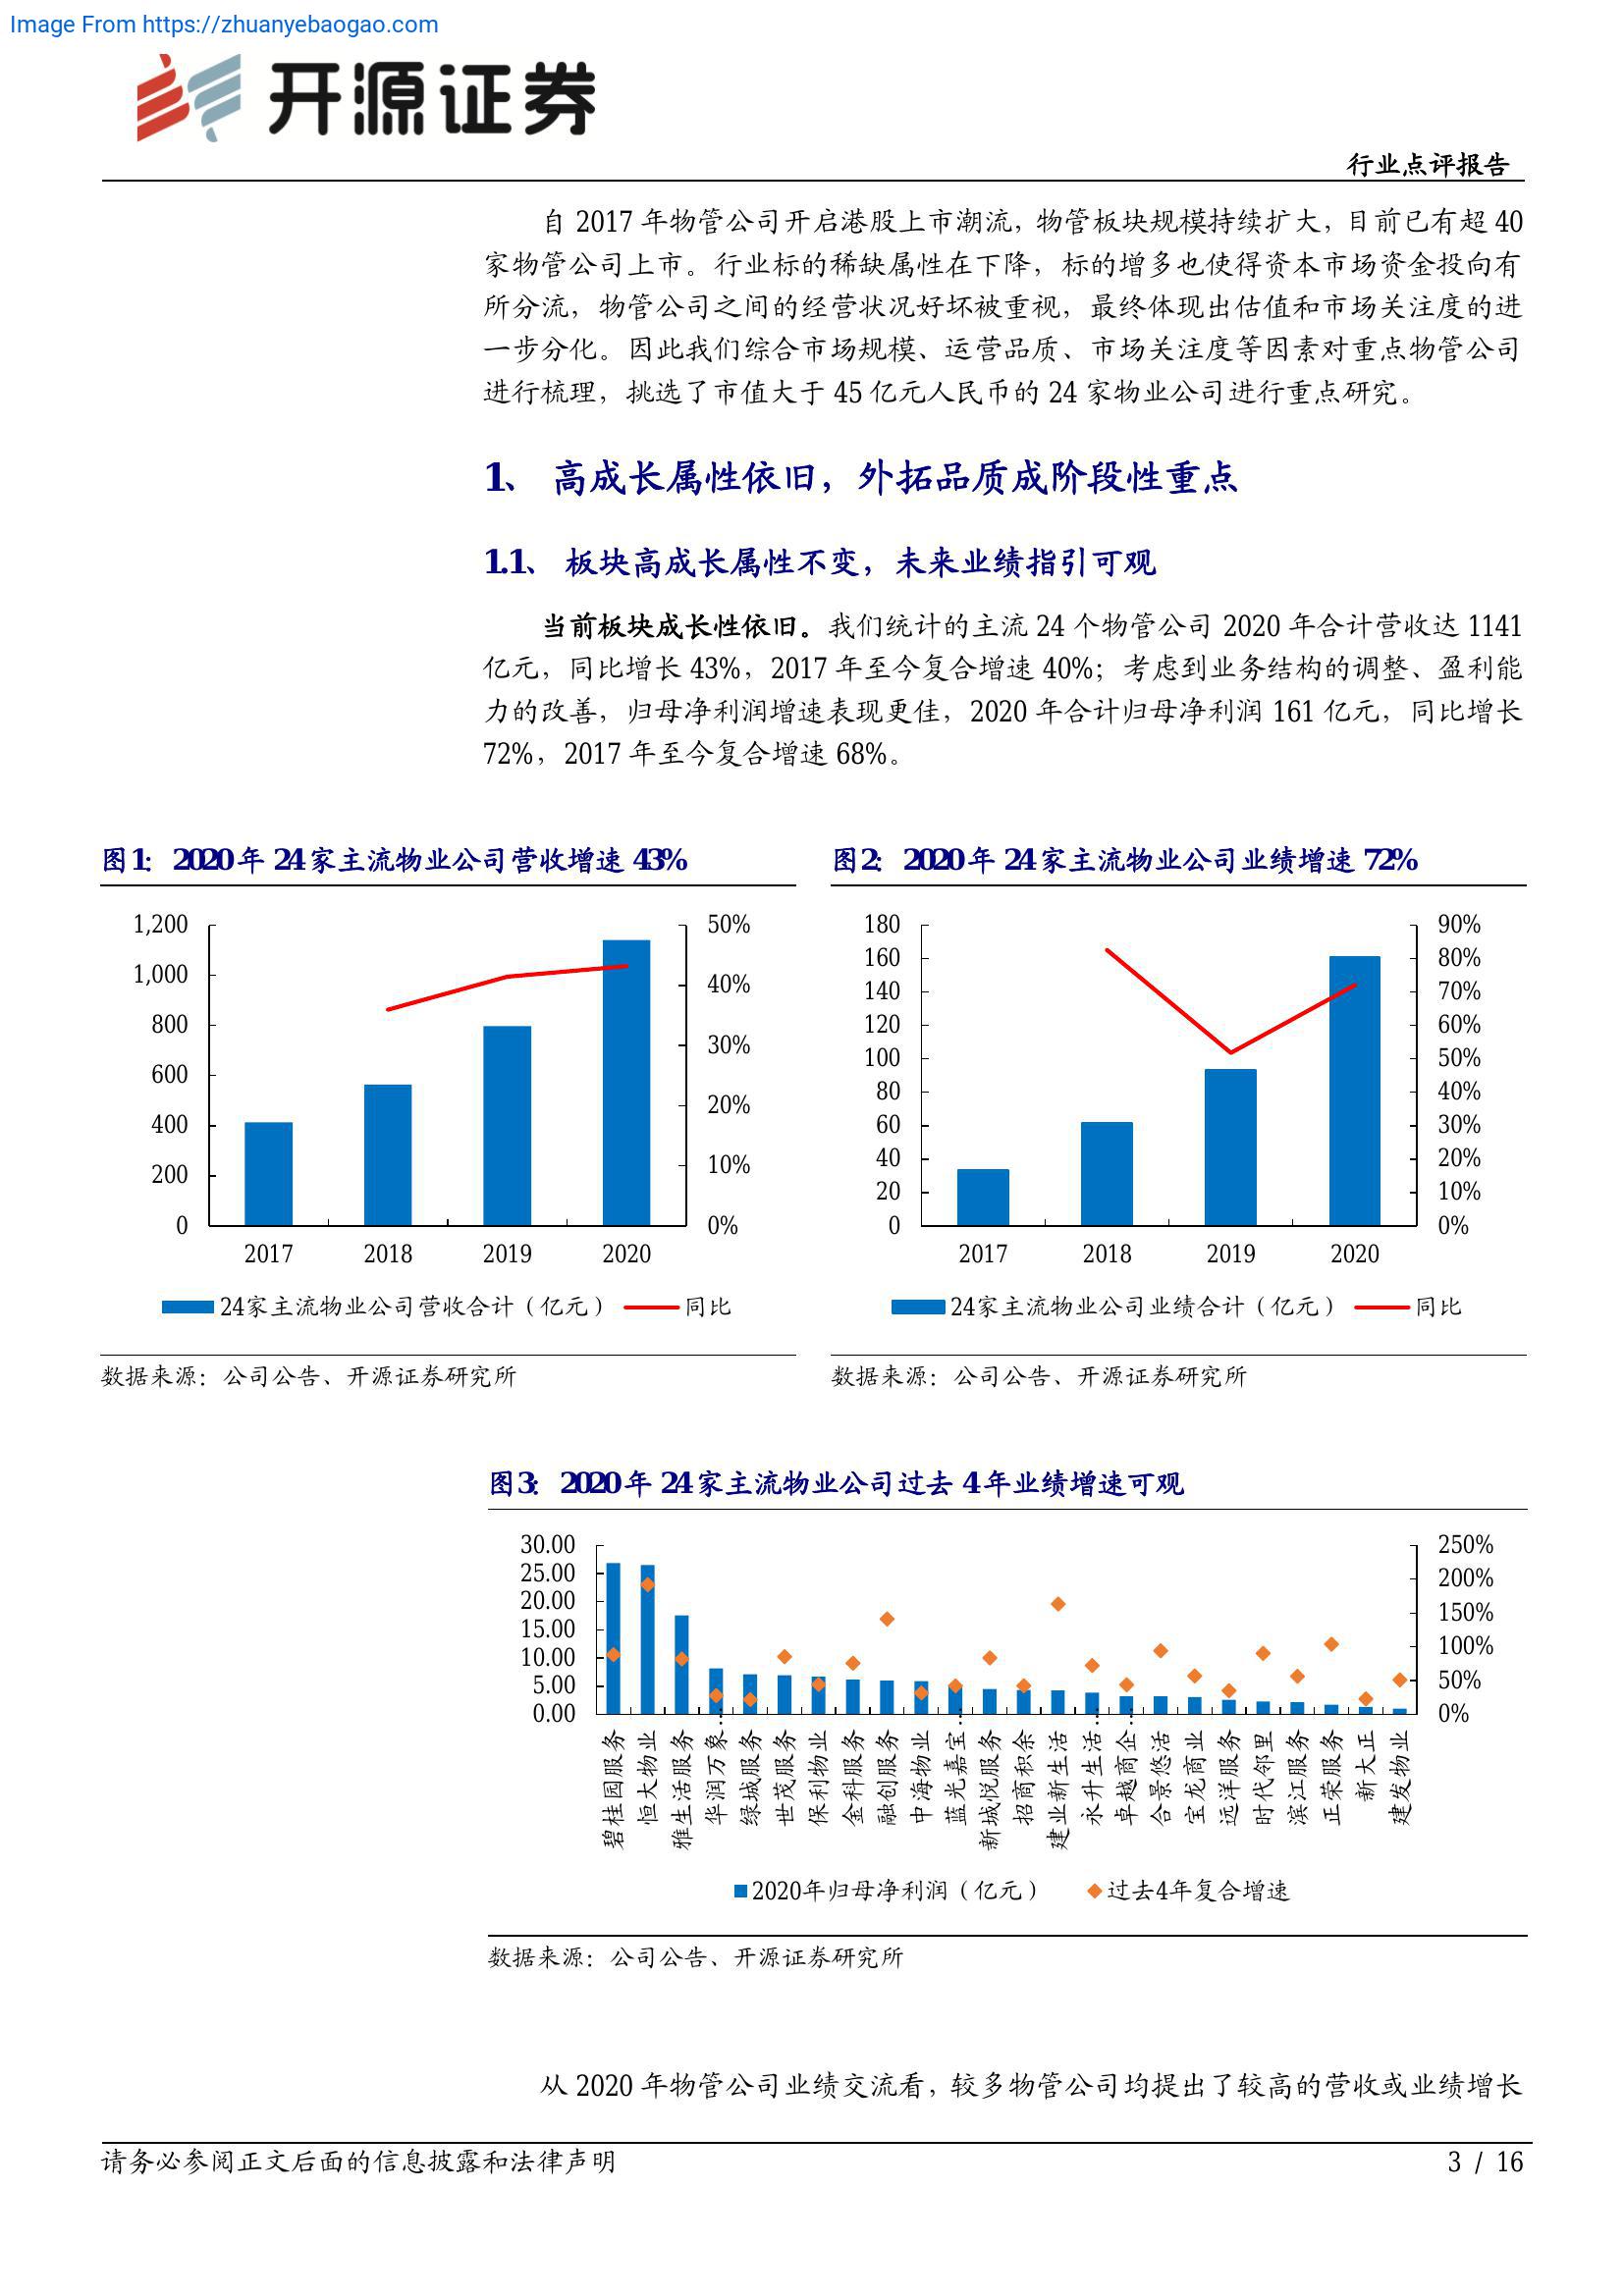 Image From https://zhuanyebaogao.com
开源证券
行业点评报告
自 2017 年物管公司开启港股上市潮流，物管板块规模持续扩大，目前已有超 40
家物管公司上市。行业标的稀缺属性在下降，标的增多也使得资本市场资金投向有
所分流，物管公司之间的经营状况好坏被重视，最终体现出估值和市场关注度的进
一步分化。因此我们综合市场规模、运营品质、市场关注度等因素对重点物管公司
进行梳理，挑选了市值大于 45 亿元人民币的 24 家物业公司进行重点研究。
1、 高成长属性依旧，外拓品质成阶段性重点
1.1、 板块高成长属性不变，未来业绩指引可观
当前板块成长性依旧。我们统计的主流 24 个物管公司 2020 年合计营收达 1141
亿元，同比增长 43%，2017 年至今复合增速 40%；考虑到业务结构的调整、盈利能
力的改善，归母净利润增速表现更佳，2020 年合计归母净利润 161 亿元，同比增长
72%，2017 年至今复合增速 68%。
图1： 2020年 24家主流物业公司营收增速 43%
1,200
1,000
800
600
400
200
0
50%
40%
30%
20%
10%
0%
2017 2018 2019 2020
24家主流物业公司营收合计（亿元） 同比
数据来源：公司公告、开源证券研究所
图2： 2020年 24家主流物业公司业绩增速 72%
180
160
140
120
100
80
60
40
20
0
90%
80%
70%
60%
50%
40%
30%
20%
10%
0%
2017 2018 2019 2020
24家主流物业公司业绩合计（亿元） 同比
数据来源：公司公告、开源证券研究所
图3： 2020年 24家主流物业公司过去 4年业绩增速可观
30.00
25.00
20.00
15.00
10.00
5.00
0.00
250%
200%
150%
100%
50%
0%
碧桂园服务
恒大物业
雅生活服务
华润万象…
绿城服务
世茂服务
保利物业
金科服务
融创服务
中海物业
蓝光嘉宝…
新城悦服务
招商积余
建业新生活
永升生活…
卓越商企…
合景悠活
宝龙商业
远洋服务
时代邻里
滨江服务
正荣服务
新大正
建发物业
2020年归母净利润（亿元） 过去4年复合增速
数据来源：公司公告、开源证券研究所
从 2020 年物管公司业绩交流看，较多物管公司均提出了较高的营收或业绩增长
请务必参阅正文后面的信息披露和法律声明
3 / 16